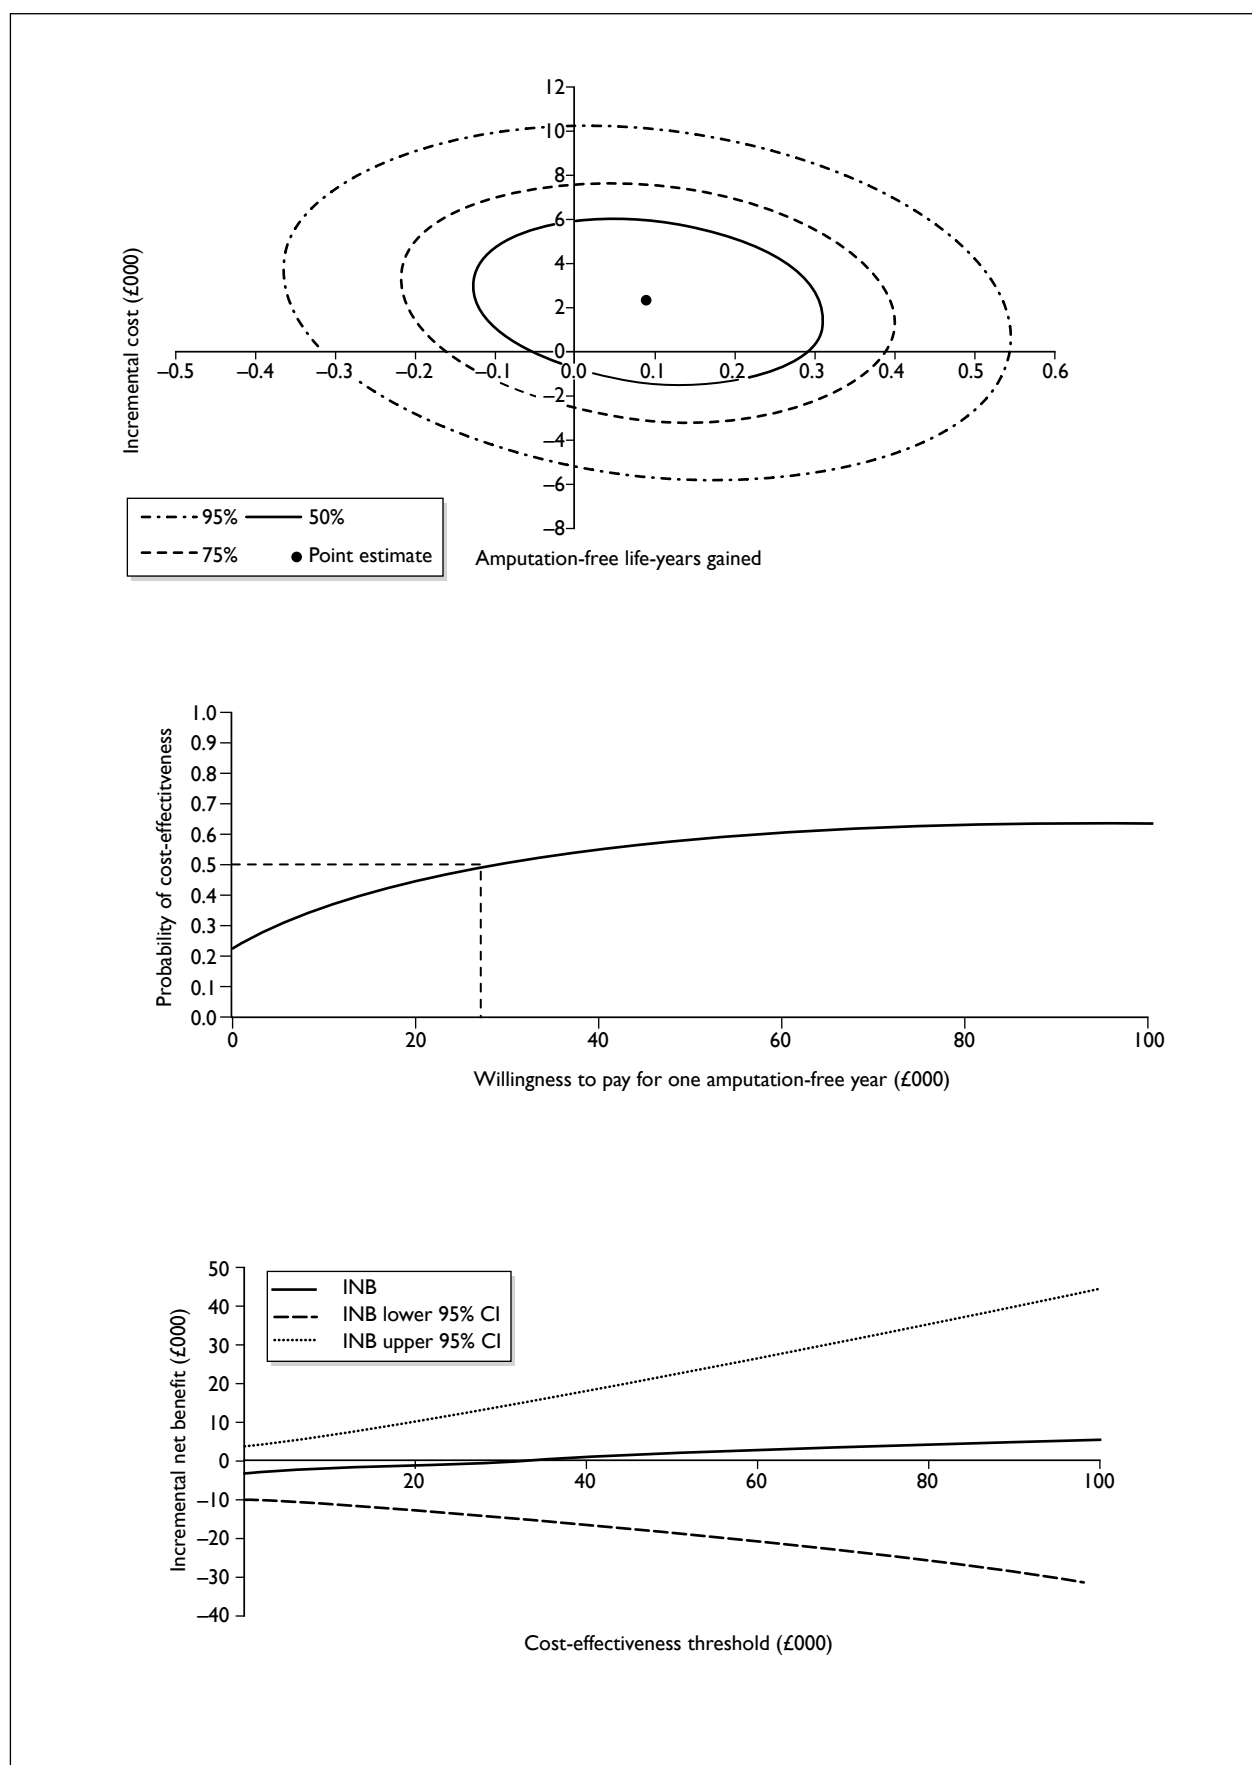 12
10
8
6
4
2
0
–2
–4
–6
–8
–0.5 –0.4 –0.3 –0.2 –0.1 0.0 0.1 0.2 0.3 0.4 0.5 0.6
Incremental cost (£000)
95% 50%
75% Point estimate
Amputation-free life-years gained
1.0
0.9
0.8
0.7
0.6
0.5
0.4
0.3
0.2
0.1
0.0
0 20 40 60 80 100
Probability of cost-effectitveness
Willingness to pay for one amputation-free year (£000)
50
40
30
20
10
0
–10
–20
–30
–40
INB
INB lower 95% CI
INB upper 95% CI
20 40 60 80 100
Incremental net benefit (£000)
Cost-effectiveness threshold (£000)